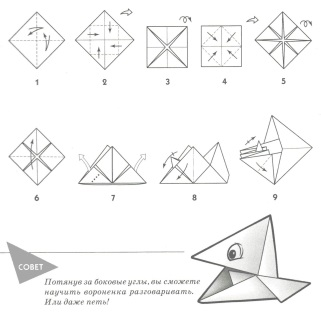 1 2 3 4 5
6 7 8 9
СОВЕТ
Потянув за боковые углы, вы сможете
научить вороненка разговаривать.
Или даже петь!